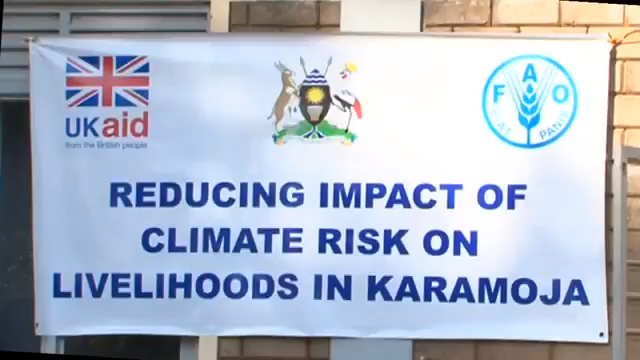 UKaid
from the British people
FAO
FIAT PANIS
REDUCING IMPACT OF
CLIMATE RISK ON
LIVELIHOODS IN KARAMOJA